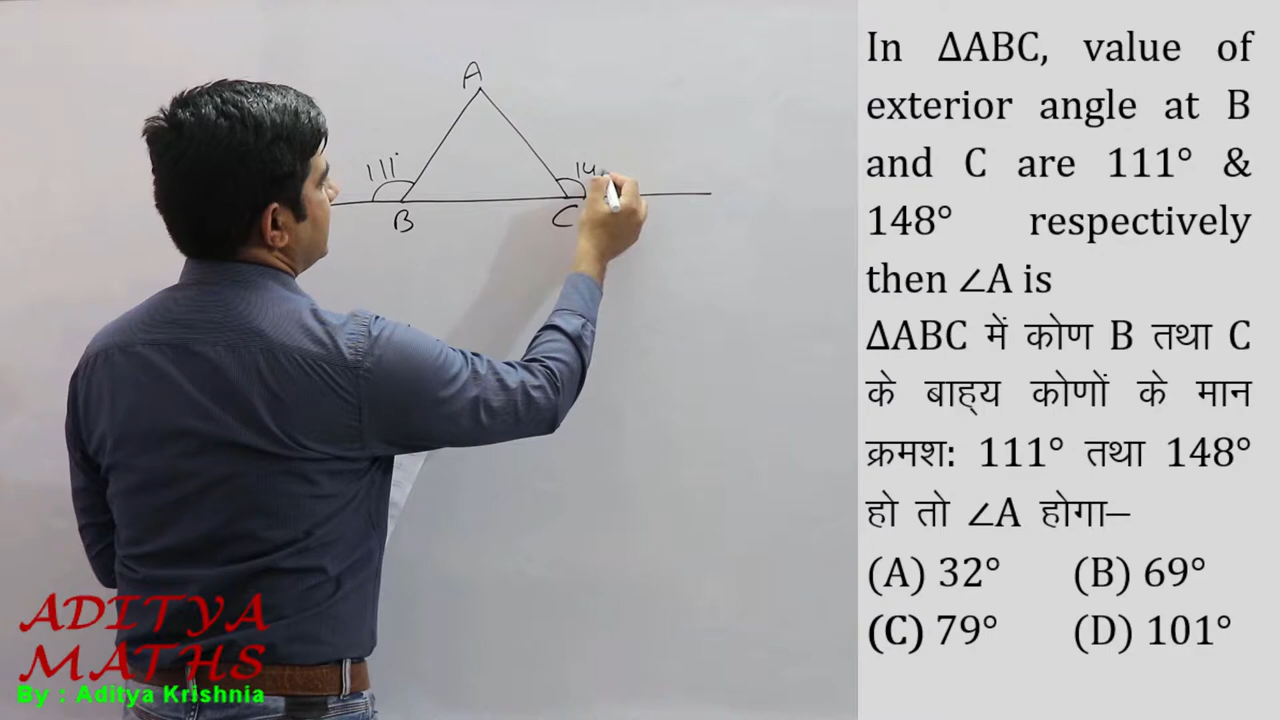 A
111°
14
B
C
In ΔABC, value of
exterior angle at B
and C are 111° &
148° respectively
then ∠A is
ΔABC में कोण B तथा C
के बाह्य कोणों के मान
क्रमश: 111° तथा 148°
हो तो ∠A होगा–
(A) 32° (B) 69°
(C) 79° (D) 101°
ADITYA
MATHS
By : Aditya Krishnia